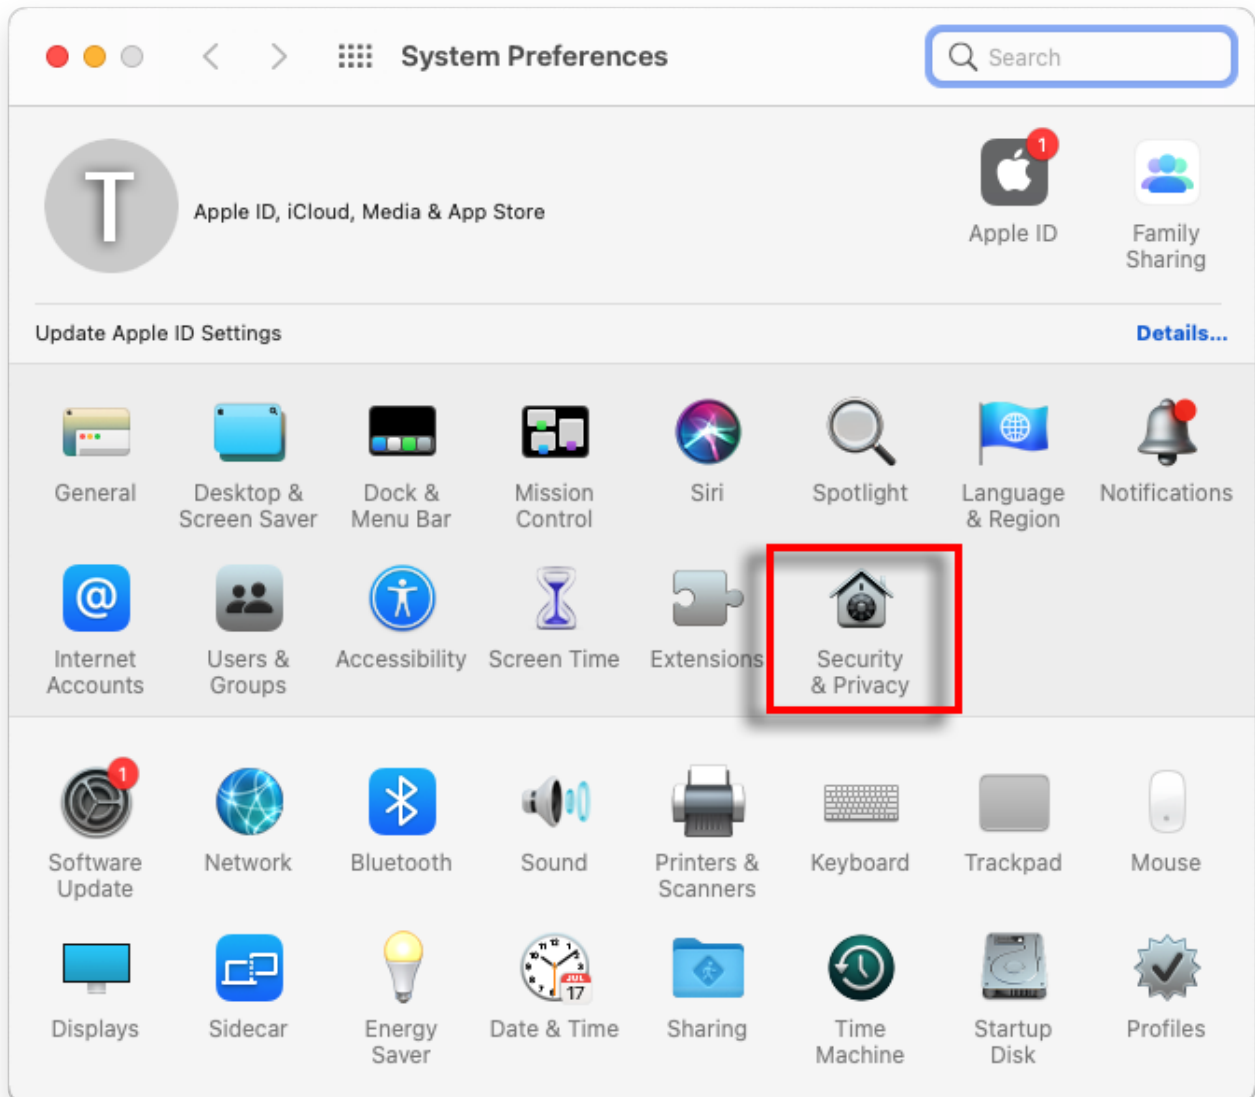 System Preferences
Search
T
Apple ID, iCloud, Media & App Store
1
Apple ID
Family
Sharing
Update Apple ID Settings
Details...
General
Desktop &
Screen Saver
Dock &
Menu Bar
Mission
Control
Siri
Spotlight
Language
& Region
Notifications
@
Internet
Accounts
Users &
Groups
Accessibility
Screen Time
Extensions
Security
& Privacy
1
Software
Update
Network
Bluetooth
Sound
Printers &
Scanners
Keyboard
Trackpad
Mouse
Displays
Sidecar
Energy
Saver
JUL
17
Date & Time
Sharing
Time
Machine
Startup
Disk
Profiles